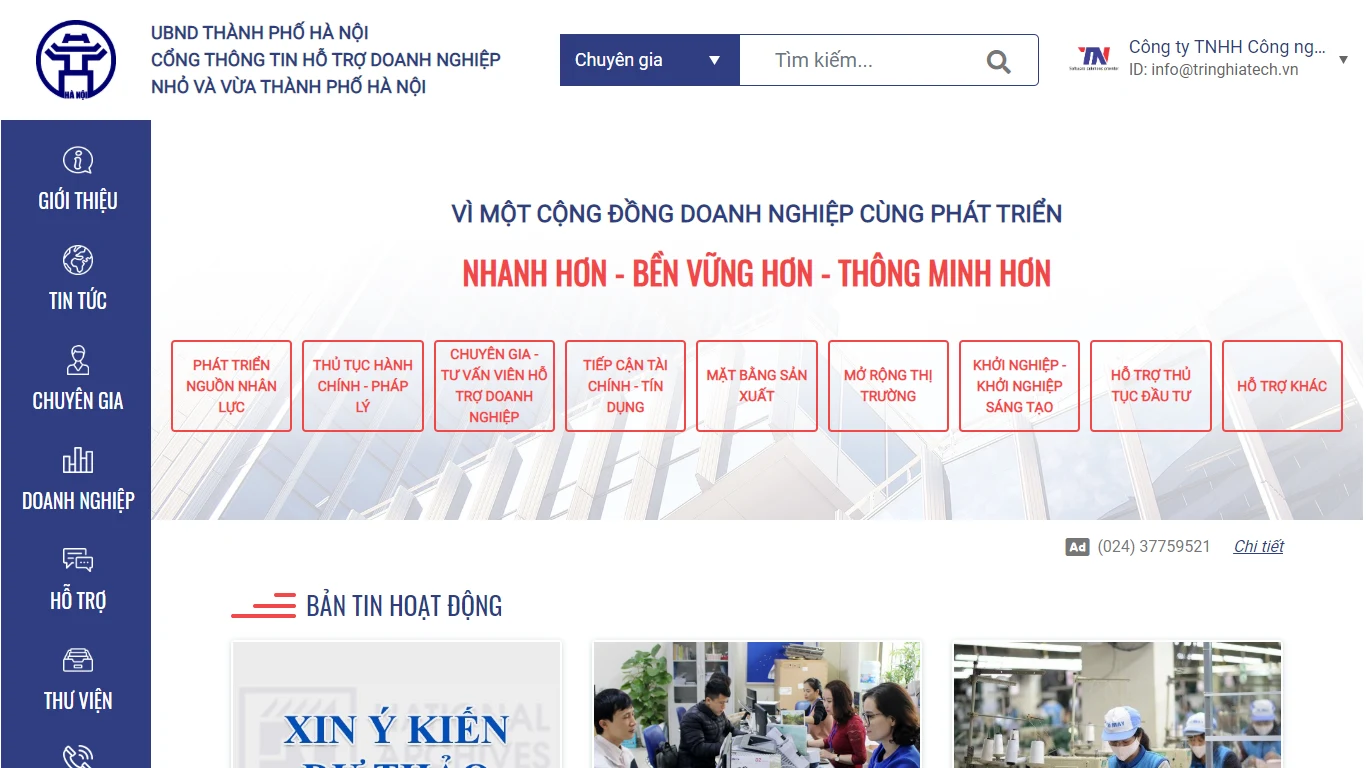 HÀ NỘI
UBND THÀNH PHỐ HÀ NỘI
CỔNG THÔNG TIN HỖ TRỢ DOANH NGHIỆP
NHỎ VÀ VỪA THÀNH PHỐ HÀ NỘI
Chuyên gia
Tìm kiếm...
TN
Công ty TNHH Công ng...
ID: info@tringhiatech.vn
GIỚI THIỆU
TIN TỨC
CHUYÊN GIA
DOANH NGHIỆP
HỖ TRỢ
THƯ VIỆN
VÌ MỘT CỘNG ĐỒNG DOANH NGHIỆP CÙNG PHÁT TRIỂN
NHANH HƠN - BỀN VỮNG HƠN - THÔNG MINH HƠN
PHÁT TRIỂN
NGUỒN NHÂN
LỰC
THỦ TỤC HÀNH
CHÍNH - PHÁP
LÝ
CHUYÊN GIA -
TƯ VẤN VIÊN HỖ
TRỢ DOANH
NGHIỆP
TIẾP CẬN TÀI
CHÍNH - TÍN
DỤNG
MẶT BẰNG SẢN
XUẤT
MỞ RỘNG THỊ
TRƯỜNG
KHỞI NGHIỆP -
KHỞI NGHIỆP
SÁNG TẠO
HỖ TRỢ THỦ
TỤC ĐẦU TƯ
HỖ TRỢ KHÁC
Ad (024) 37759521 Chi tiết
BẢN TIN HOẠT ĐỘNG
NATIONAL
ARCHIVES
XIN Ý KIẾN
DỰ THẢO
MAY